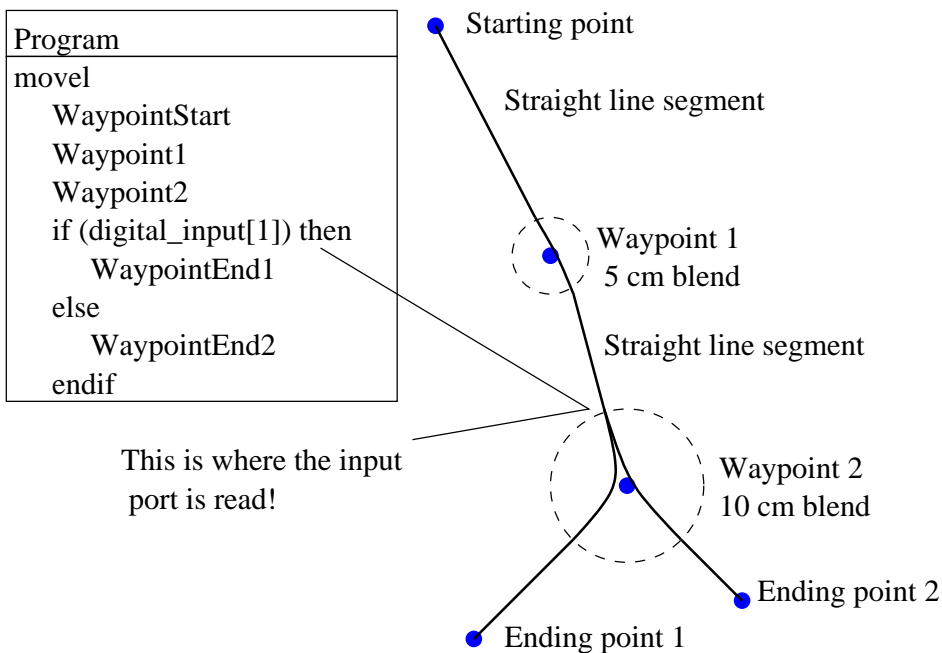 Program
movel
WaypointStart
Waypoint1
Waypoint2
if (digital_input[1]) then
WaypointEnd1
else
WaypointEnd2
endif
This is where the input
port is read!
Starting point
Straight line segment
Waypoint 1
5 cm blend
Straight line segment
Waypoint 2
10 cm blend
Ending point 2
Ending point 1